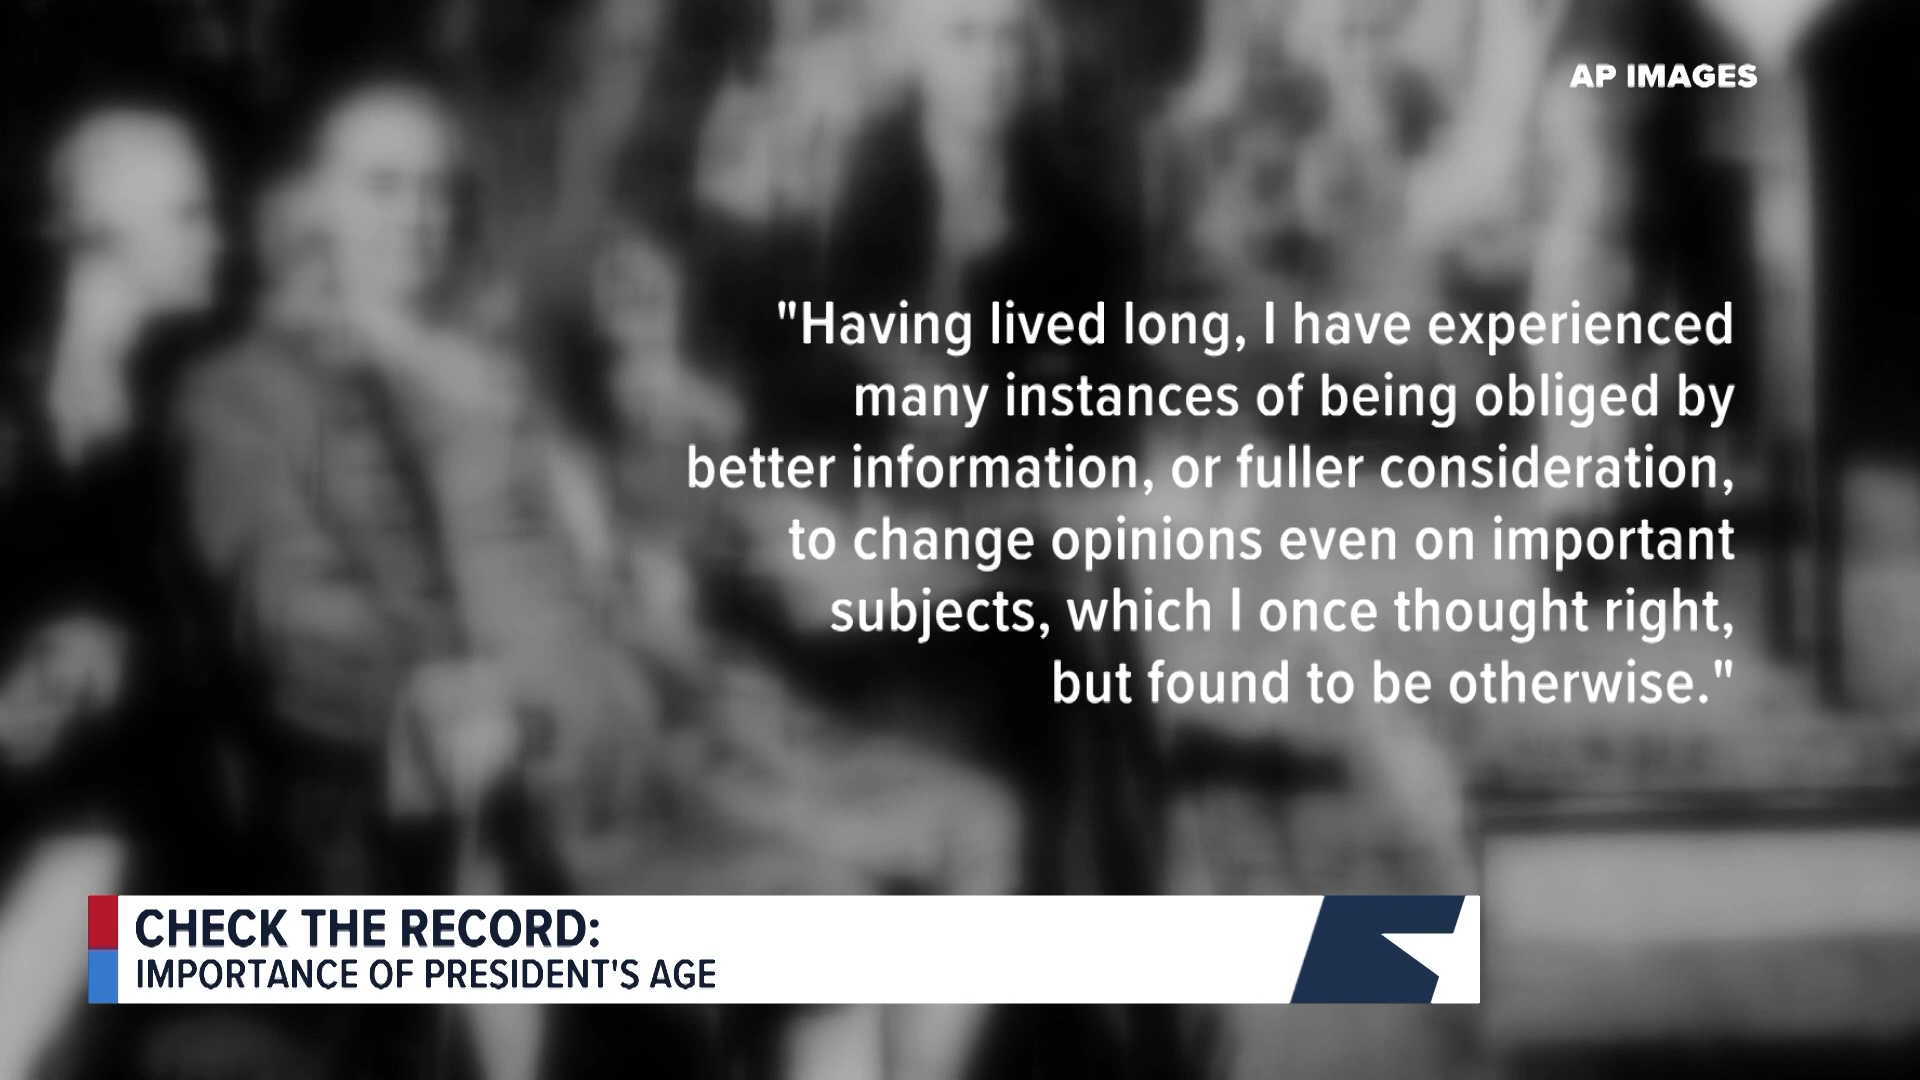 AP IMAGES
"Having lived long, I have experienced
many instances of being obliged by
better information, or fuller consideration,
to change opinions even on important
subjects, which I once thought right,
but found to be otherwise."
CHECK THE RECORD:
IMPORTANCE OF PRESIDENT'S AGE